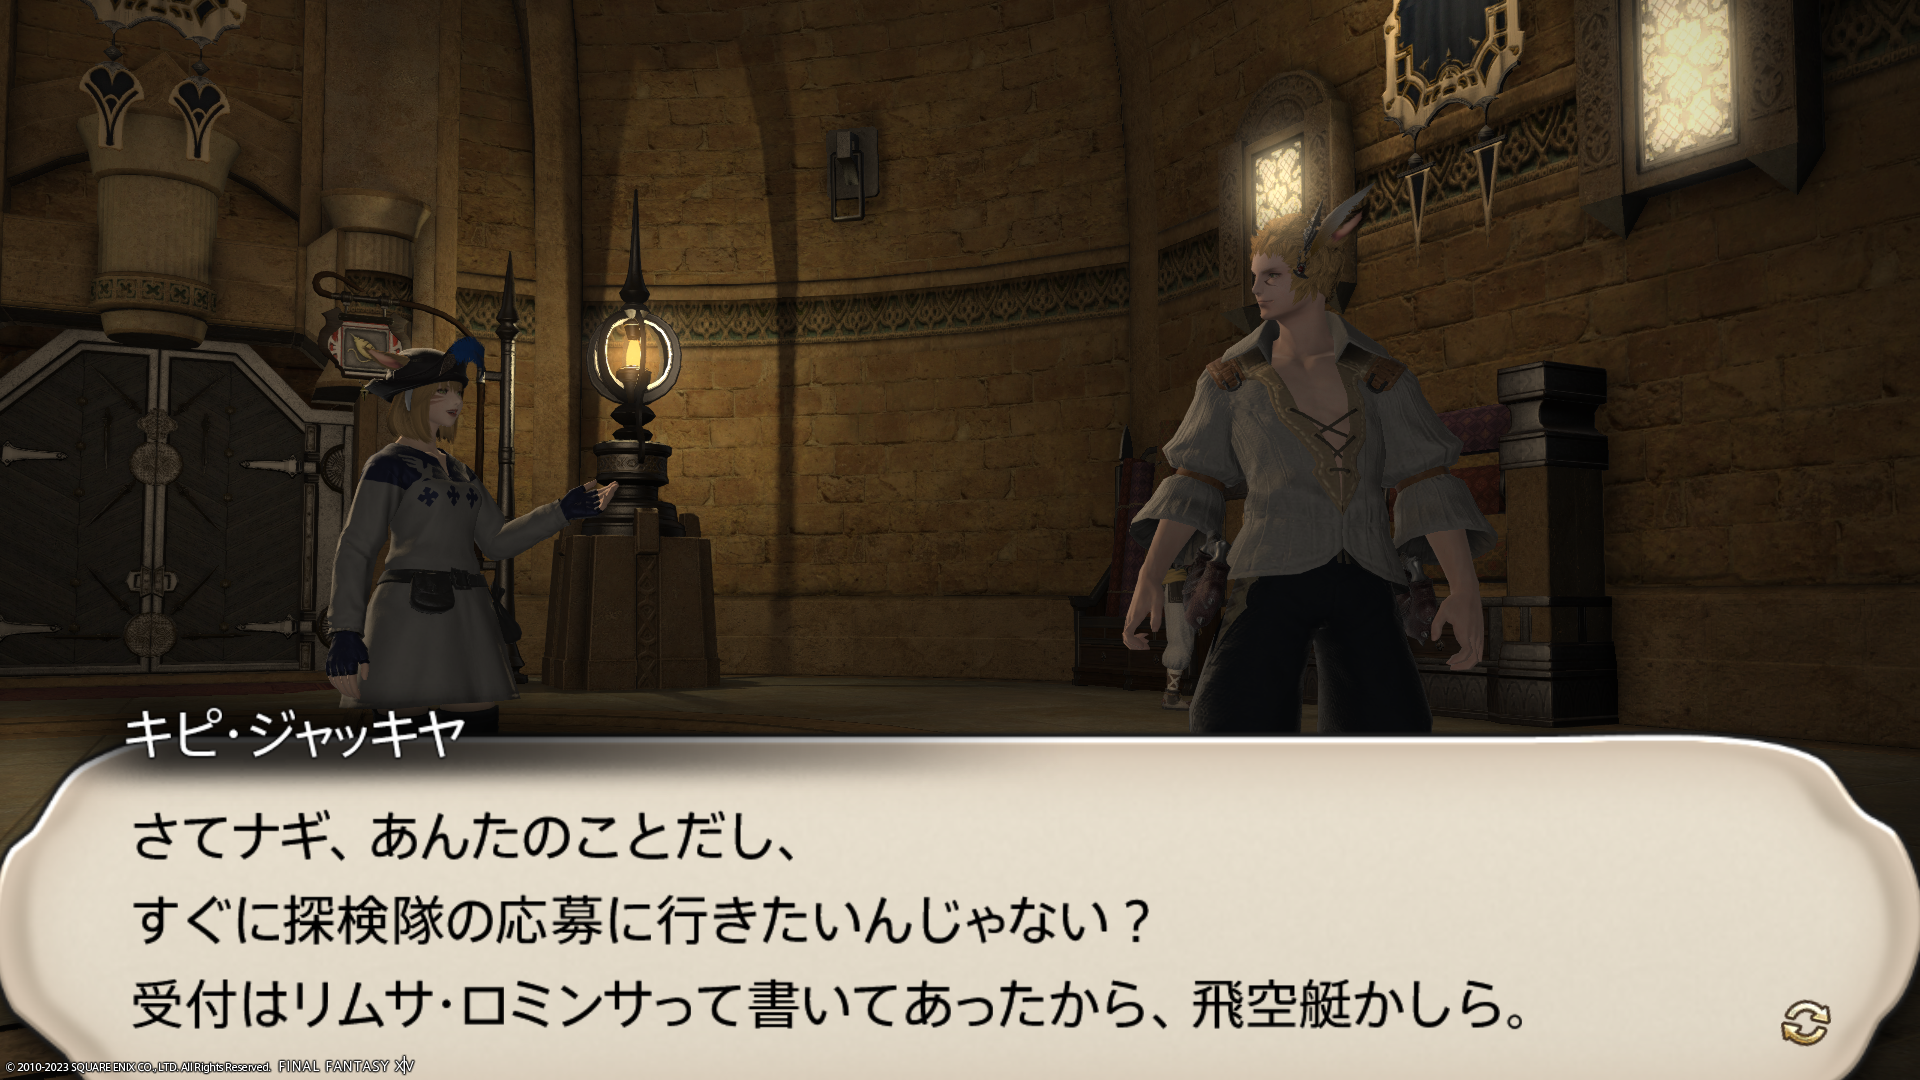 キピ・ジャッキヤ
さてナギ、あんたのことだし、
すぐに探検隊の応募に行きたいんじゃない？
受付はリムサ・ロミンサって書いてあったから、飛空艇かしら。
© 2010-2023 SQUARE ENIX CO., LTD. All Rights Reserved. FINAL FANTASY XIV